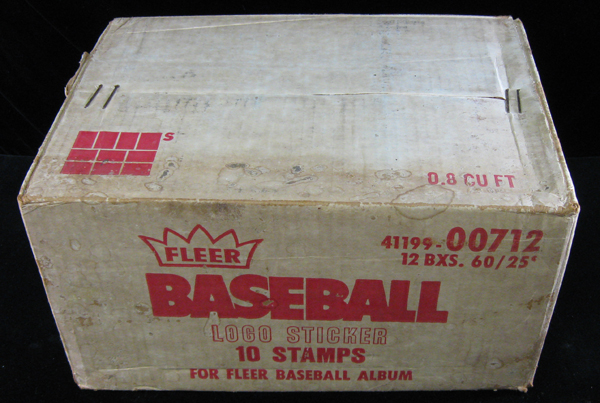 S
0.8 CU FT
FLEER
41199-00712
12 BXS. 60/25¢
BASEBALL
LOGO STICKER
10 STAMPS
FOR FLEER BASEBALL ALBUM